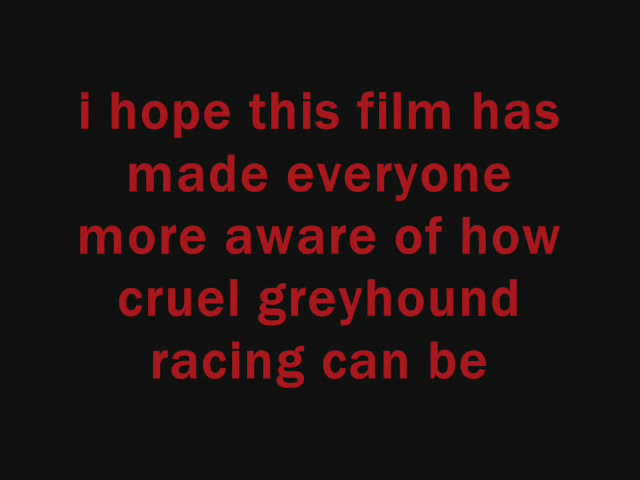 i hope this film has
made everyone
more aware of how
cruel greyhound
racing can be